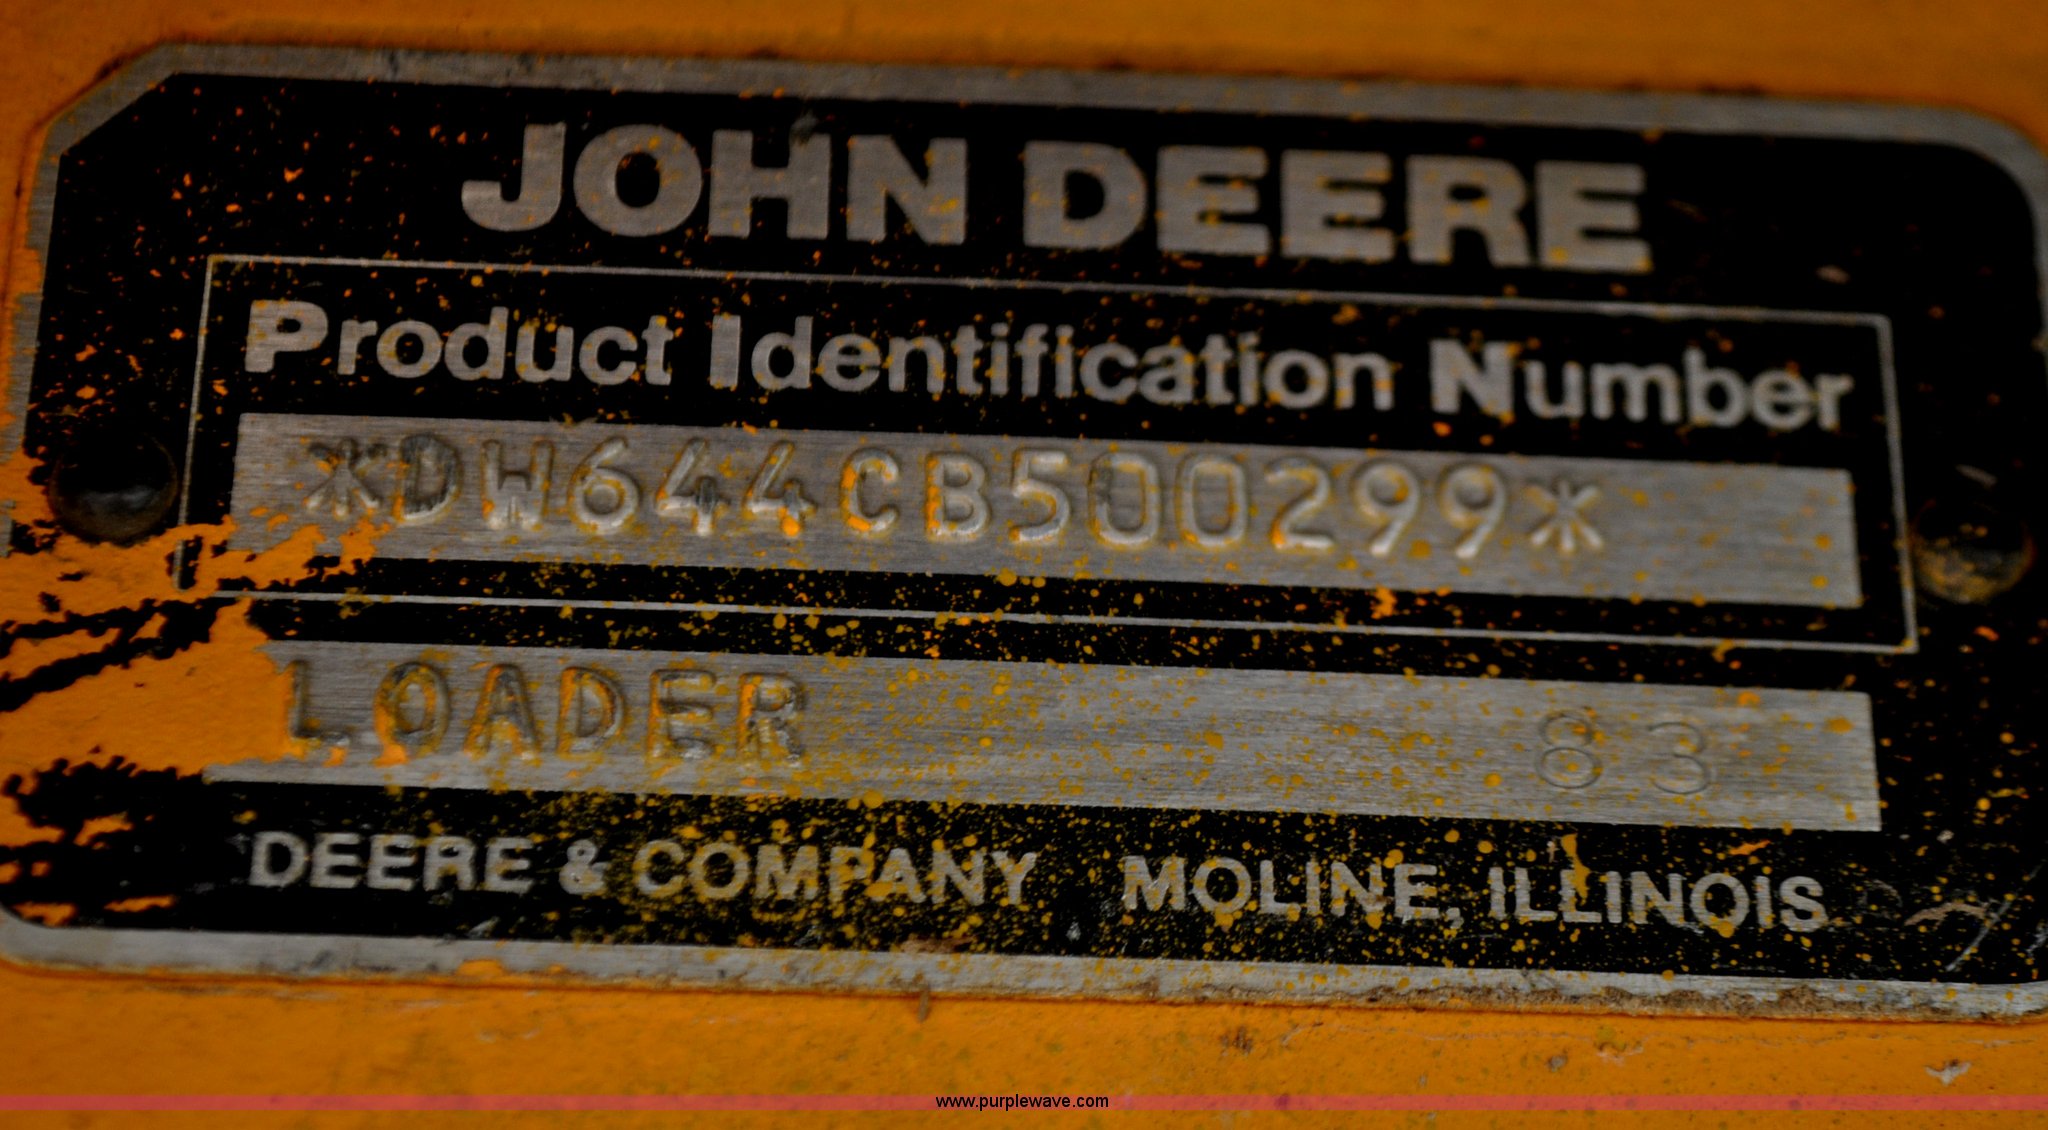 JOHN DEERE
Product Identification Number
*DW644CB500299*
LOADER 83
DEERE & COMPANY MOLINE, ILLINOIS
www.purplewave.com